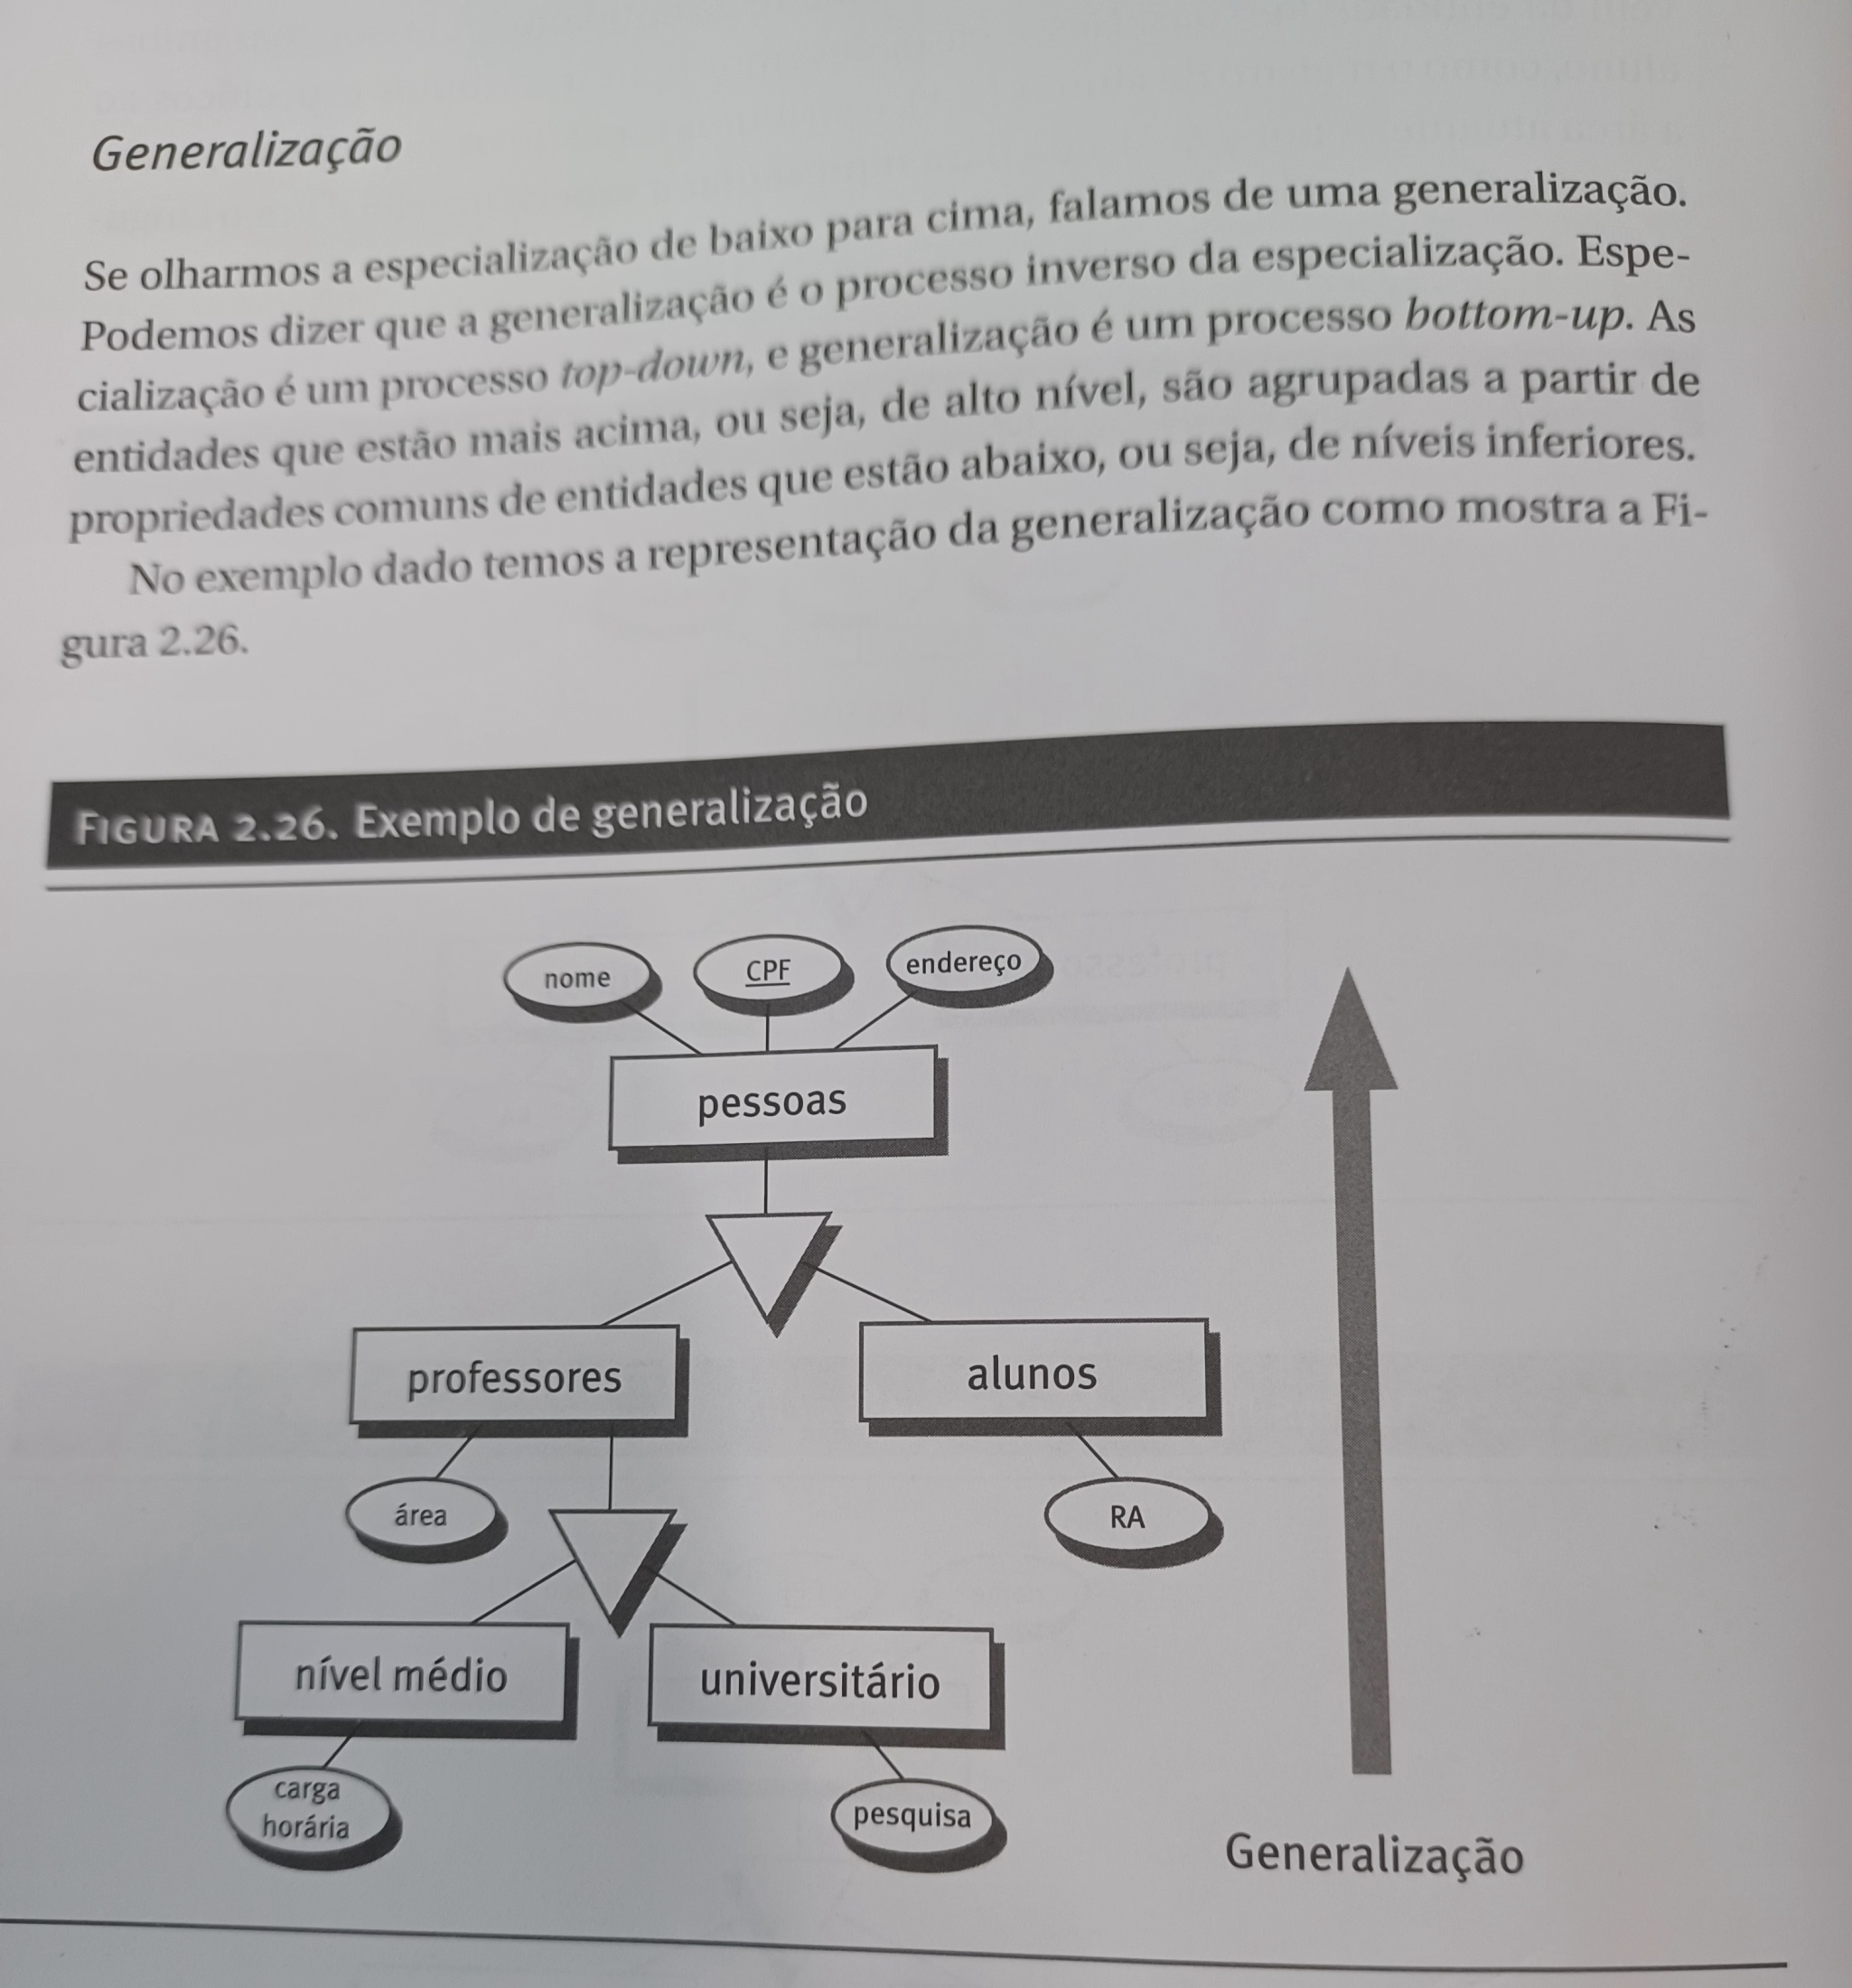 Generalização
Se olharmos a especialização de baixo para cima, falamos de uma generalização.
Podemos dizer que a generalização é o processo inverso da especialização. Espe-
cialização é um processo top-down, e generalização é um processo bottom-up. As
entidades que estão mais acima, ou seja, de alto nível, são agrupadas a partir de
propriedades comuns de entidades que estão abaixo, ou seja, de níveis inferiores.
No exemplo dado temos a representação da generalização como mostra a Fi-
gura 2.26.
FIGURA 2.26. Exemplo de generalização
nome
CPF
endereço
pessoas
professores
alunos
área
RA
nível médio
universitário
carga
horária
pesquisa
Generalização